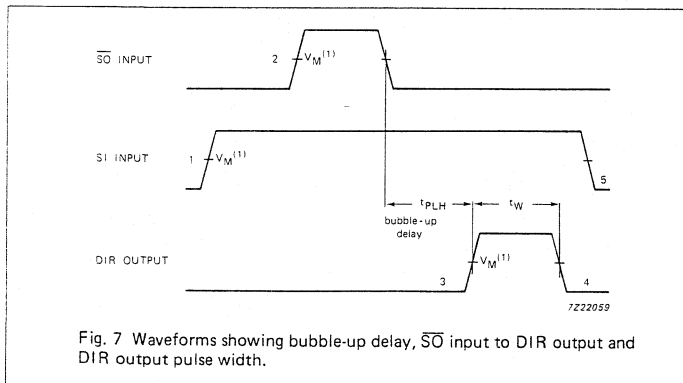 S̅O̅ INPUT
2
VM(1)
SI INPUT
1
VM(1)
5
tPLH
tW
bubble-up
delay
DIR OUTPUT
VM(1)
3
4
7Z22059
Fig. 7 Waveforms showing bubble-up delay, S̅O̅ input to DIR output and
DIR output pulse width.